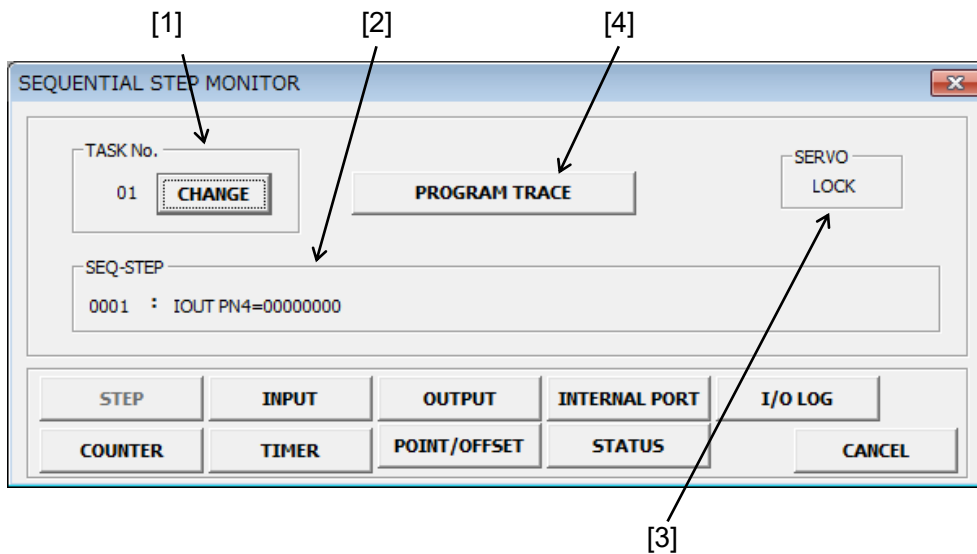 [1] [2] [4]
SEQUENTIAL STEP MONITOR
TASK No.
01 CHANGE
PROGRAM TRACE
SERVO
LOCK
SEQ-STEP
0001 : IOUT PN4=00000000
STEP INPUT OUTPUT INTERNAL PORT I/O LOG
COUNTER TIMER POINT/OFFSET STATUS CANCEL
[3]